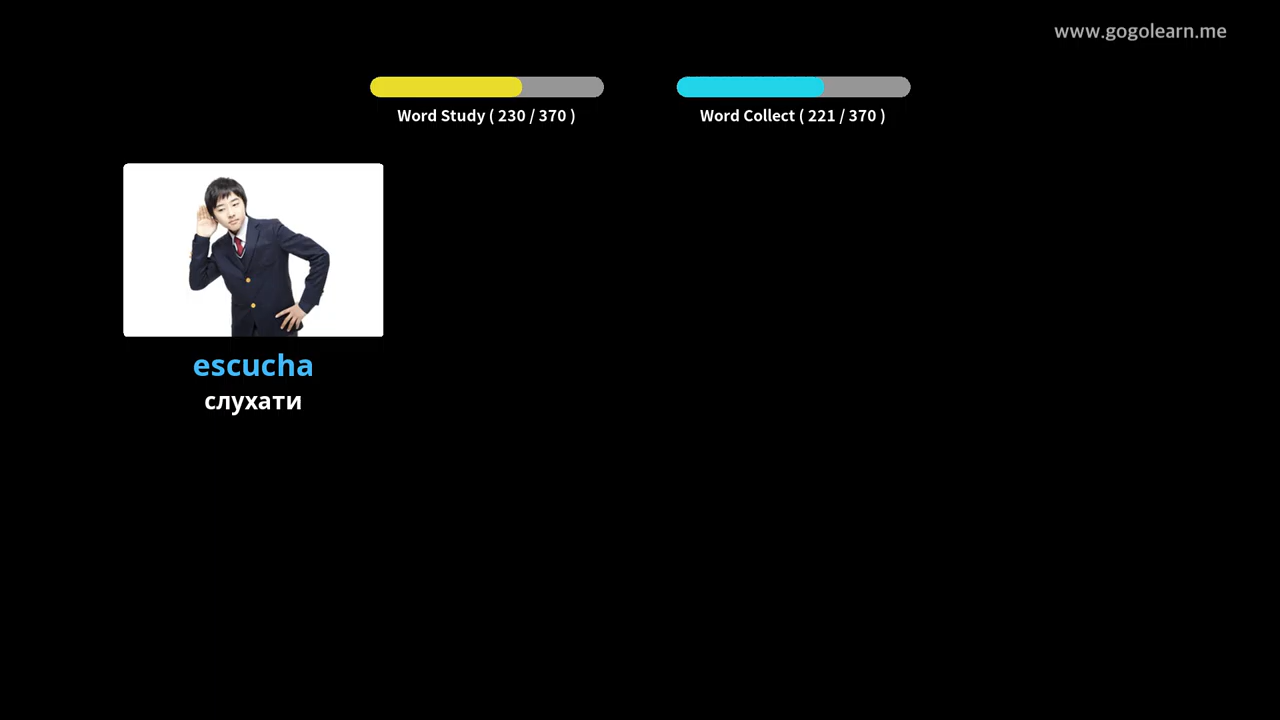 www.gogolearn.me
Word Study ( 230 / 370 )
Word Collect ( 221 / 370 )
escucha
слухати